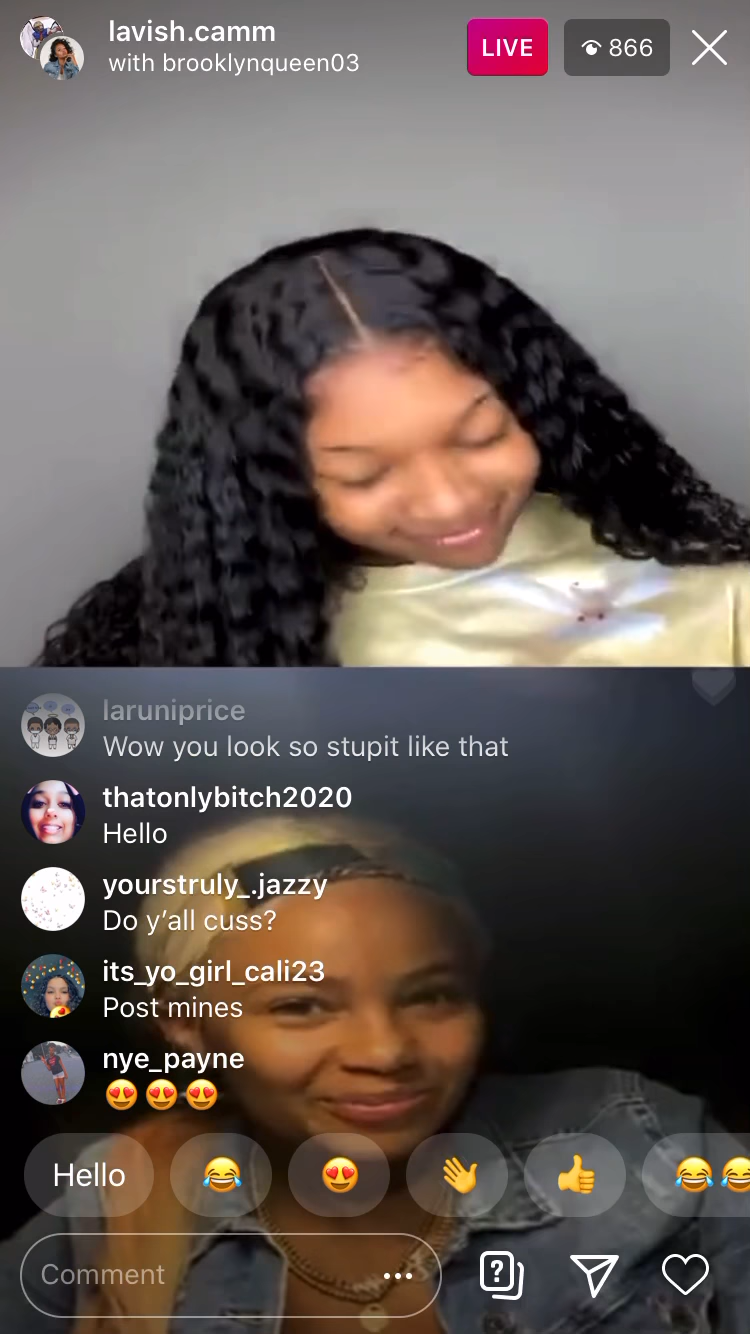 lavish.camm
with brooklynqueen03
LIVE
866
laruniprice
Wow you look so stupit like that
thatonlybitch2020
Hello
yourstruly_.jazzy
Do y'all cuss?
its_yo_girl_cali23
Post mines
nye_payne
😍😍😍
Hello 😂 😍 👋 👍 😂😂
Comment